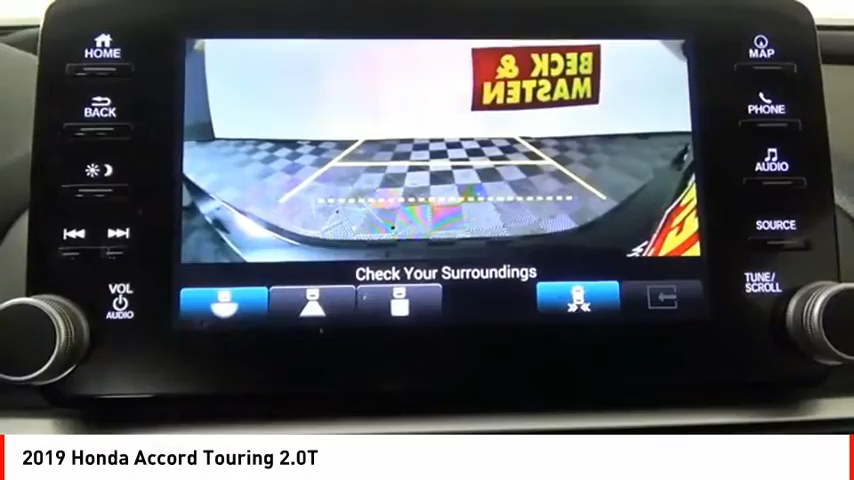 HOME
BACK
VOL
AUDIO
BECK &
MASTEN
Check Your Surroundings
MAP
PHONE
AUDIO
SOURCE
TUNE/
SCROLL
2019 Honda Accord Touring 2.0T